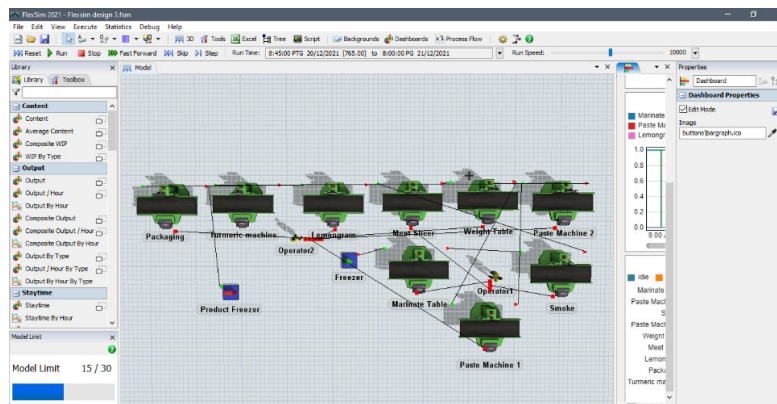 FlexSim 2021 - Flexsim design 3.fsm
File Edit View Execute Statistics Debug Help
3D Tools Excel Tree Script Backgrounds Dashboards Process Flow
Reset Run Stop Fast Forward Skip Step Run Time: 8:45:00 PTG 20/12/2021 [765.00] to 8:00:00 PG 21/12/2021 Run Speed: 10000
Library
Library Toolbox
Content
Content
Average Content
Composite WIP
WIP By Type
Output
Output
Output / Hour
Output By Hour
Composite Output
Composite Output / Hour
Composite Output By Hour
Output By Type
Output / Hour By Type
Output By Hour By Type
Staytime
Staytime
Staytime By Hour
Model Limit
Model Limit 15 / 30
Model
Packaging
Turmeric machine
Lemongrass
Meet Slicer
Weight Table
Paste Machine 2
Operator2
Freezer
Product Freezer
Marinate Table
Operator1
Smoke
Paste Machine 1
Marinate
Paste Ma
Lemongr
1.0
0.8
0.6
0.4
0.2
0.0
9:00
Idle
Marinate
Paste Mac
S
Paste Mac
Weight
Meet
Lemon
Packa
Turmeric ma
Properties
Dashboard
Dashboard Properties
Edit Mode
Image
buttons\bargraph.ico